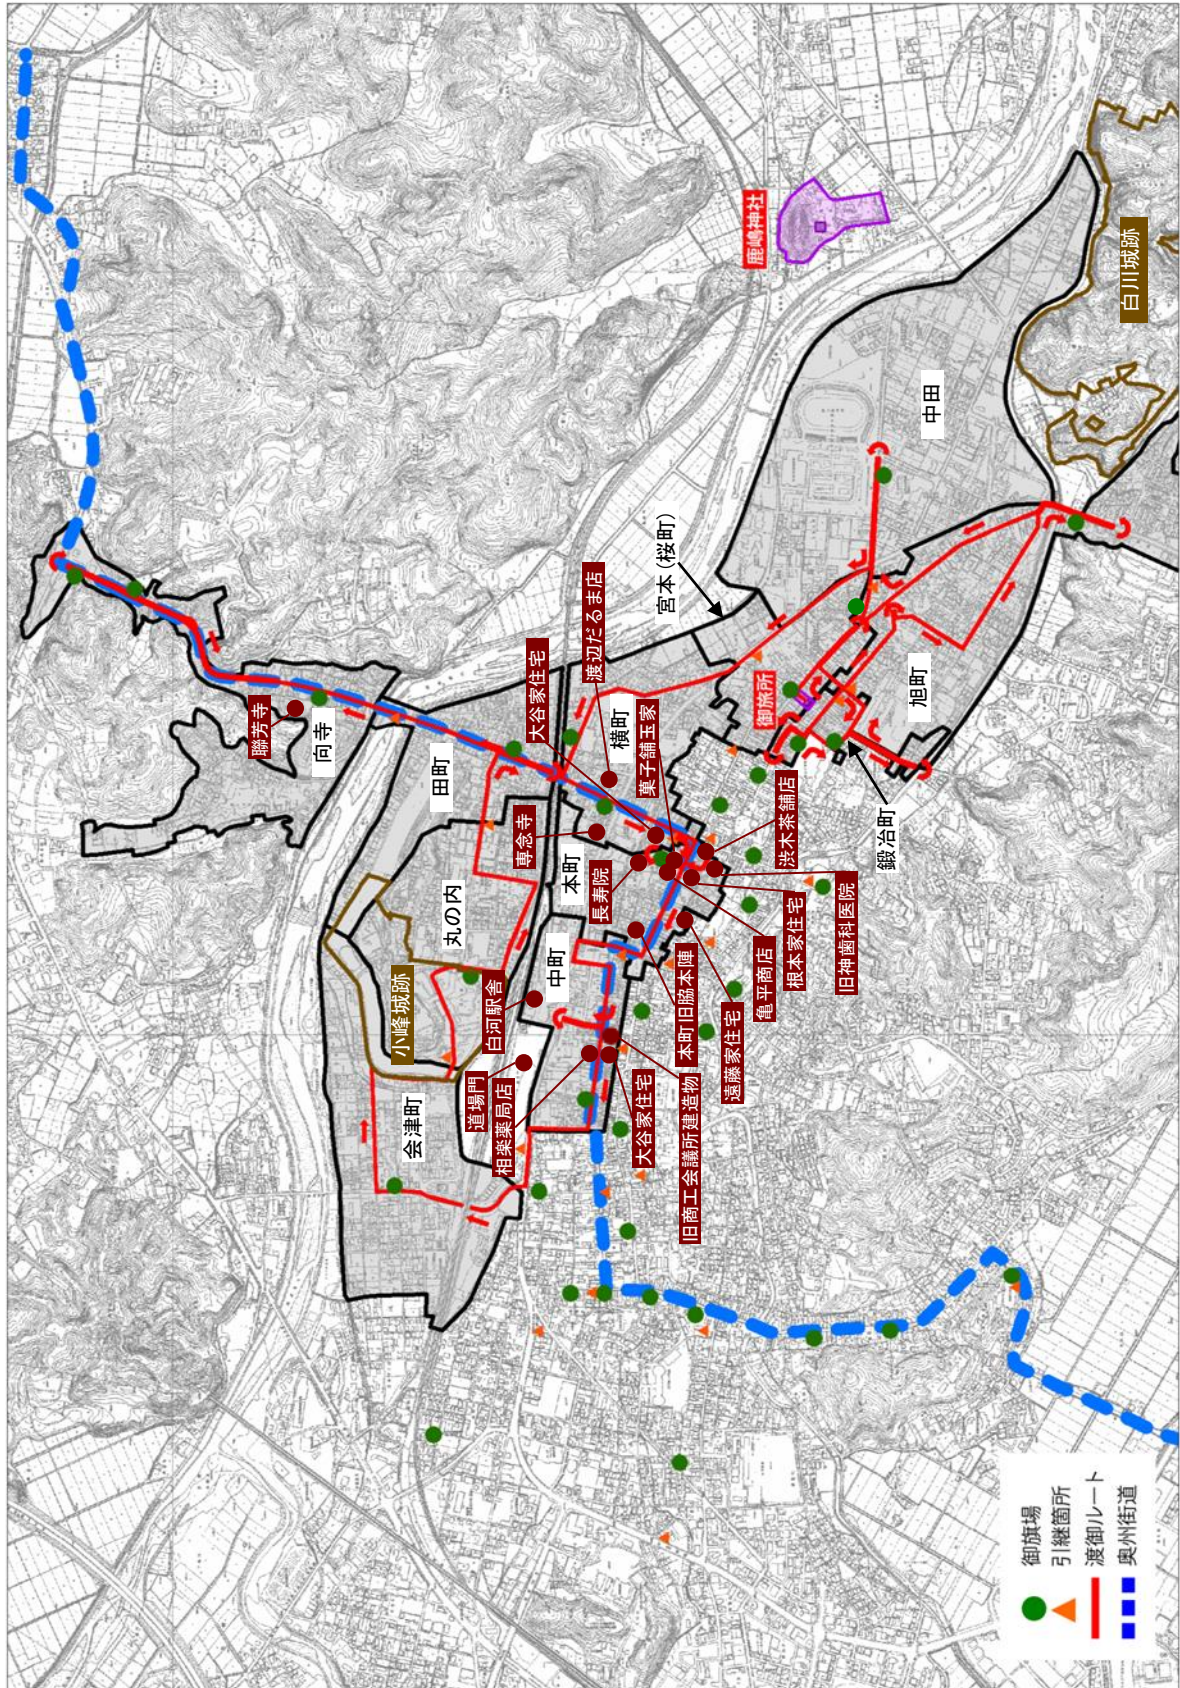 聯芳寺
向寺
田町
丸の内
小峰城跡
会津町
白河駅舎
道場門
相楽薬局店
中町
本町
専念寺
長寿院
大谷家住宅
渡辺だるま店
横町
菓子舗玉家
宮本(桜町)
鹿嶋神社
御旅所
中田
白川城跡
旭町
鍛冶町
渋木茶舗店
旧神歯科医院
根本家住宅
亀平商店
遠藤家住宅
本町旧脇本陣
旧商工会議所建造物
大谷家住宅
御旗場
引継箇所
渡御ルート
奥州街道